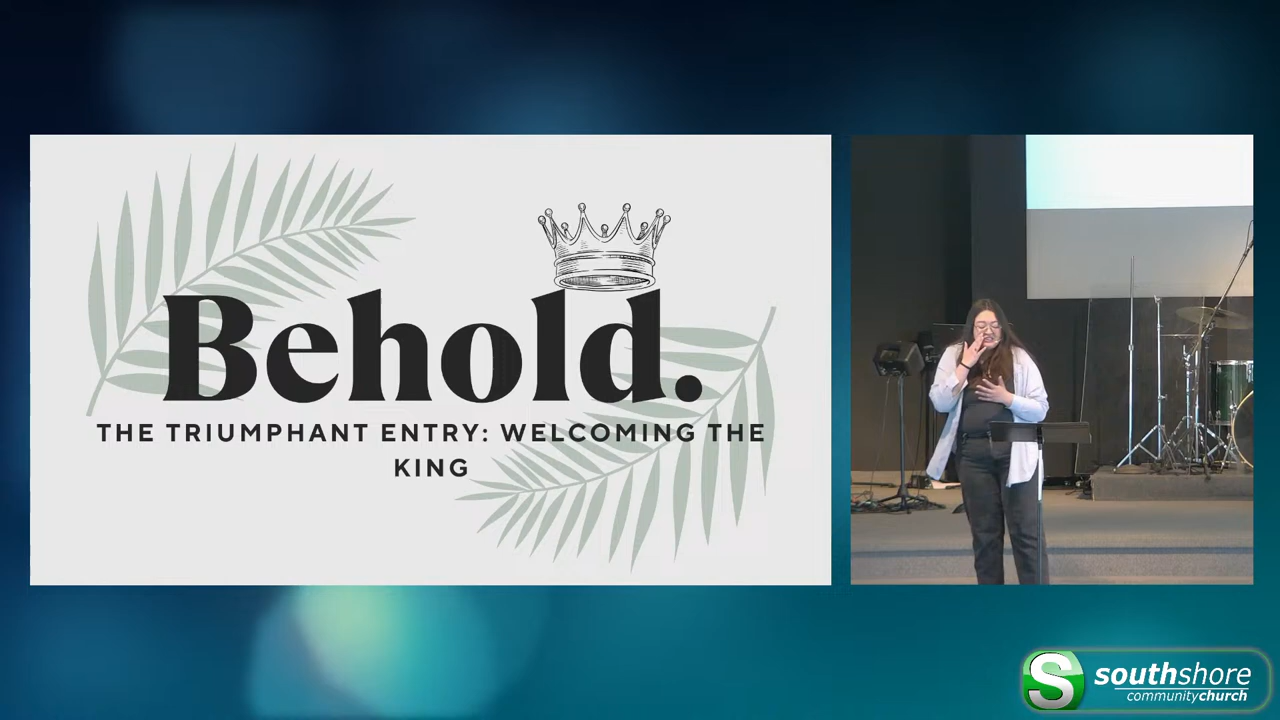 Behold.
THE TRIUMPHANT ENTRY: WELCOMING THE
KING
S southshore
communitychurch